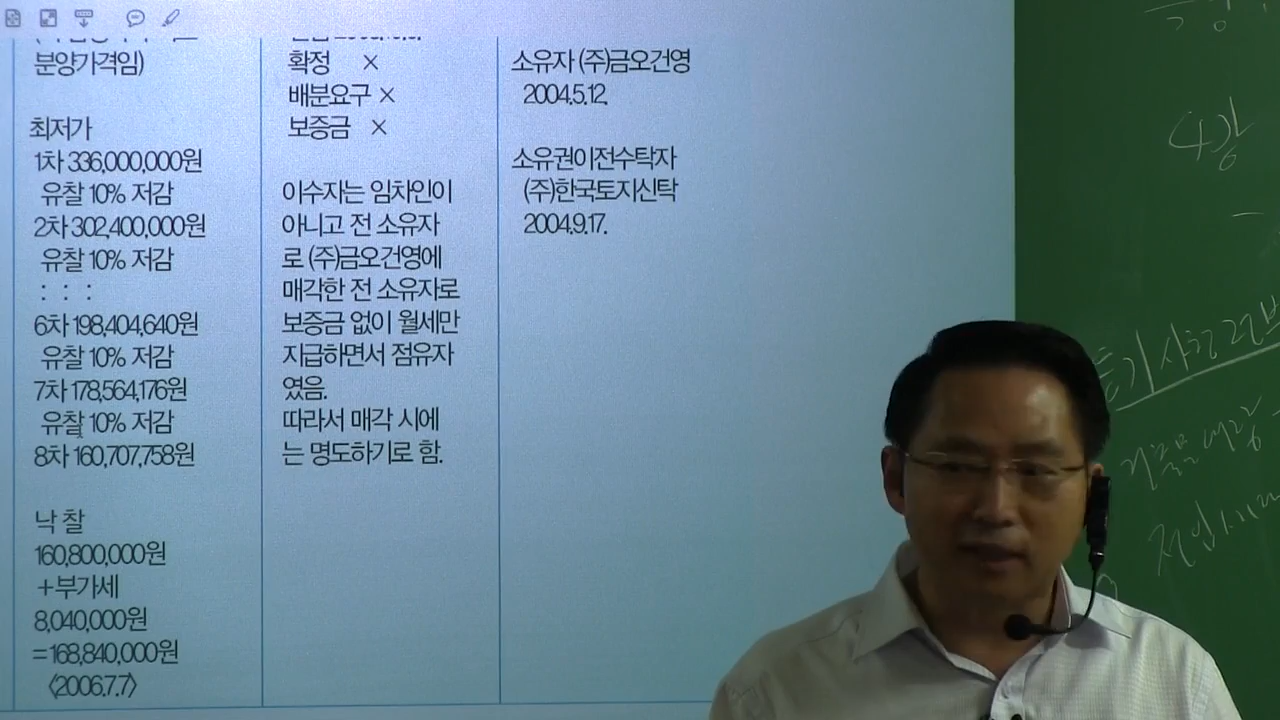 분양가격임)
최저가
1차 336,000,000원
유찰 10% 저감
2차 302,400,000원
유찰 10% 저감
: : :
6차 198,404,640원
유찰 10% 저감
7차 178,564,176원
유찰 10% 저감
8차 160,707,758원
낙 찰
160,800,000원
+부가세
8,040,000원
=168,840,000원
〈2006.7.7〉
확정 ×
배분요구 ×
보증금 ×
이수자는 임차인이
아니고 전 소유자
로 (주)금오건영에
매각한 전 소유자로
보증금 없이 월세만
지급하면서 점유자
였음.
따라서 매각 시에
는 명도하기로 함.
소유자 (주)금오건영
2004.5.12.
소유권이전수탁자
(주)한국토지신탁
2004.9.17.